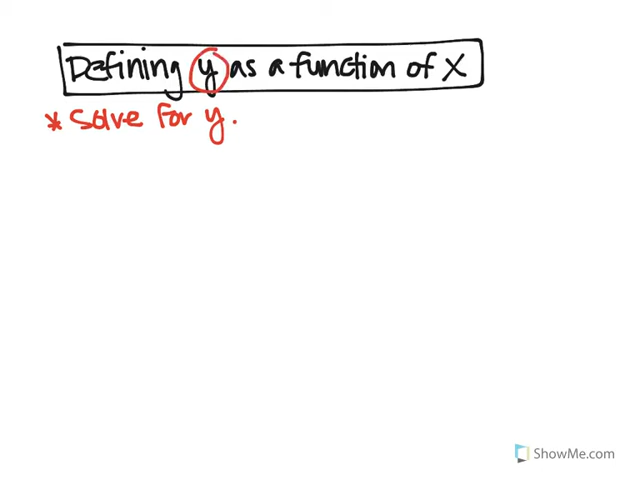 Defining y as a function of x
* Solve for y.
ShowMe.com